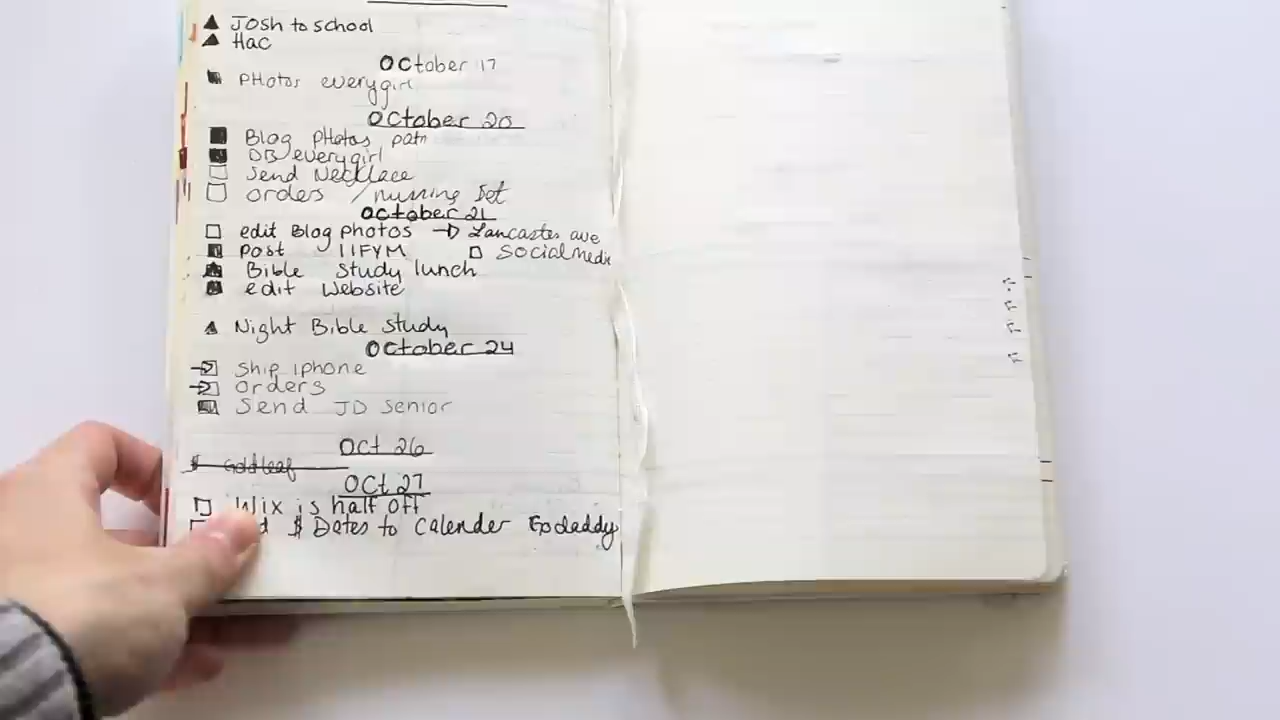 Josh to school
Hac
October 17
PHotos everygirl
October 20
Blog pHotos path
DB everygirl
Send Necklace
orders / nursing Set
October 21
edit Blog photos → Lancaster ave
Post IIFYM □ Social media
Bible Study lunch
edit Website
Night Bible Study
October 24
Ship iphone
orders
Send JD Senior
Oct 26
$ Goldleaf
Oct 27
Wix is half off
$ Dates to Calender Godaddy